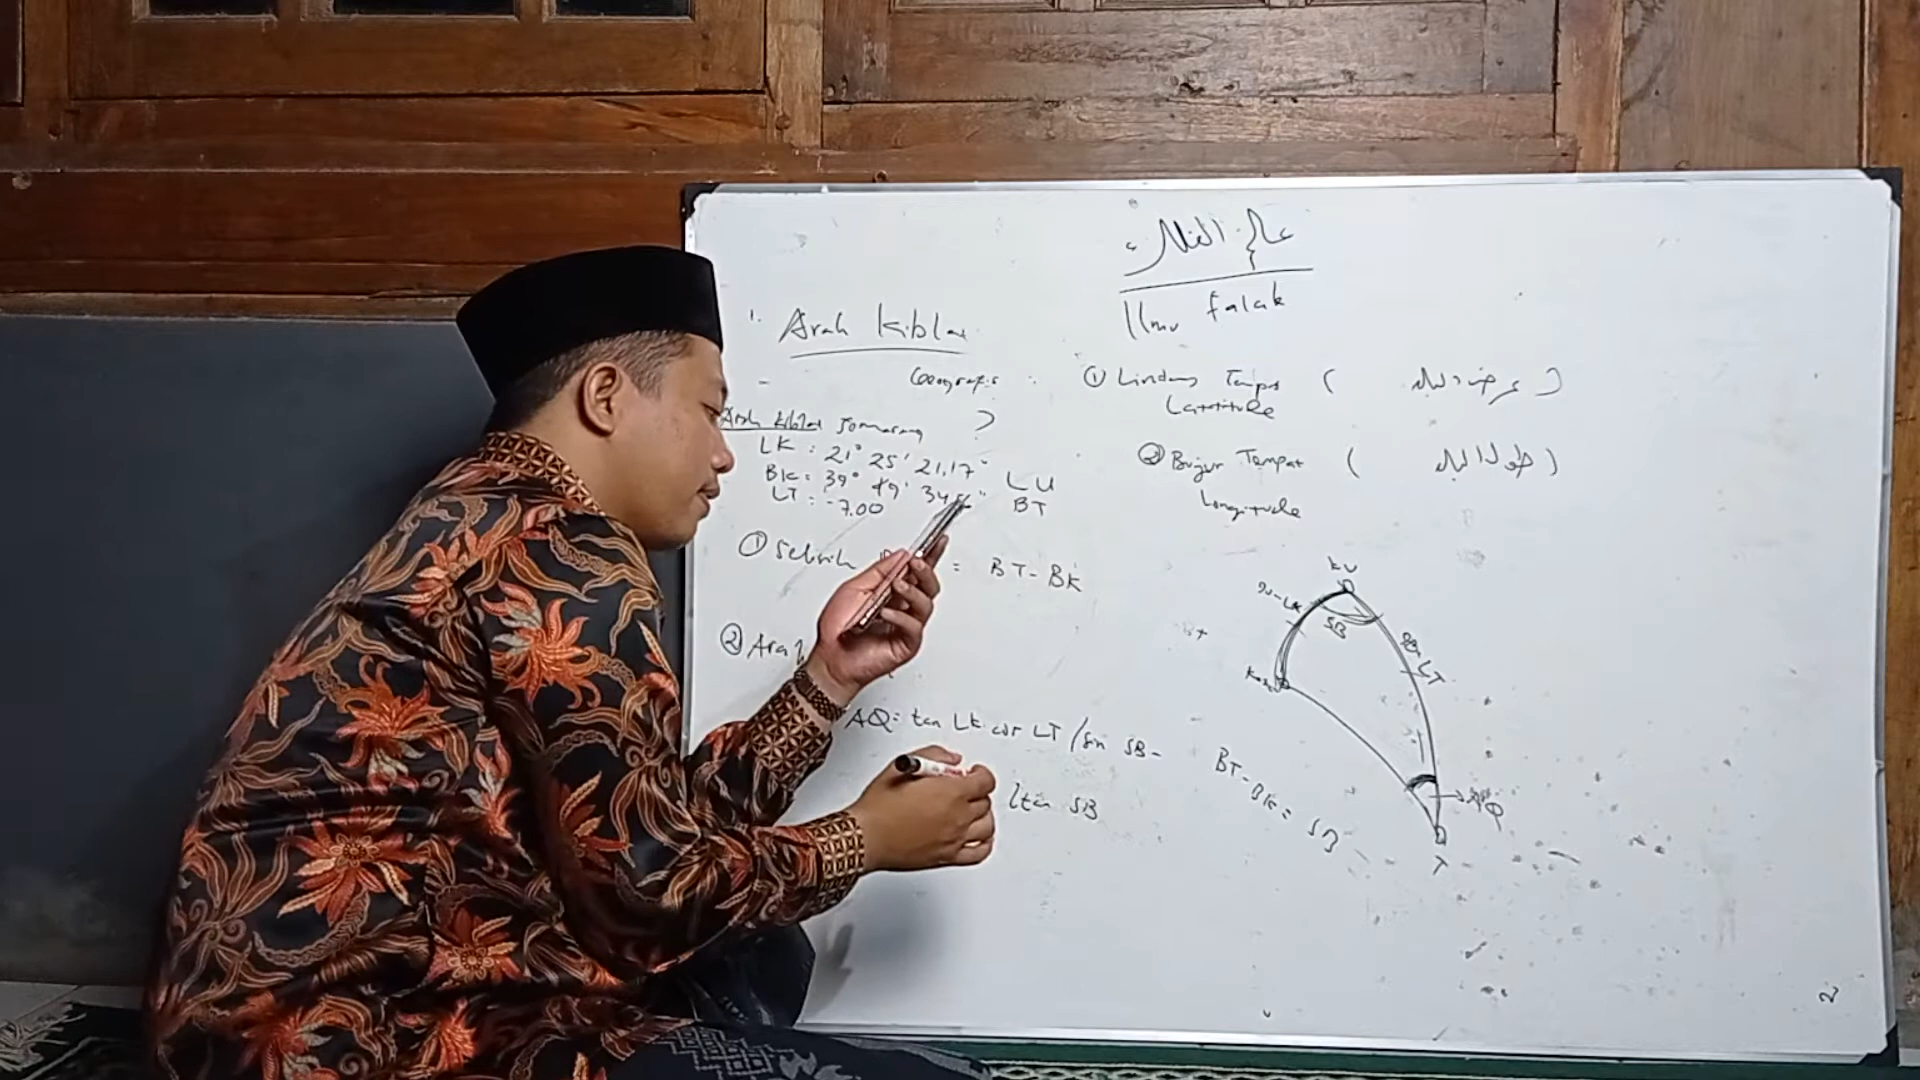 علم الفلك
Ilmu falak
1. Arah Kiblat
- Geografis :
① Lintang Tempat (عرض البلد)
Lattitude
② Bujur Tempat (طول البلد)
Longitude
Arah kiblat Semarang ?
LK : 21° 25' 21,17" LU
BK = 39° 49' 34 BT
LT : -7.00
① Selisih = BT - BK
② Arah
AQ = tan LK cos LT / sin SB -
/ tan SB
BT - BK = SB
KU
90 - LK
SB
90 - LT
AQ
T